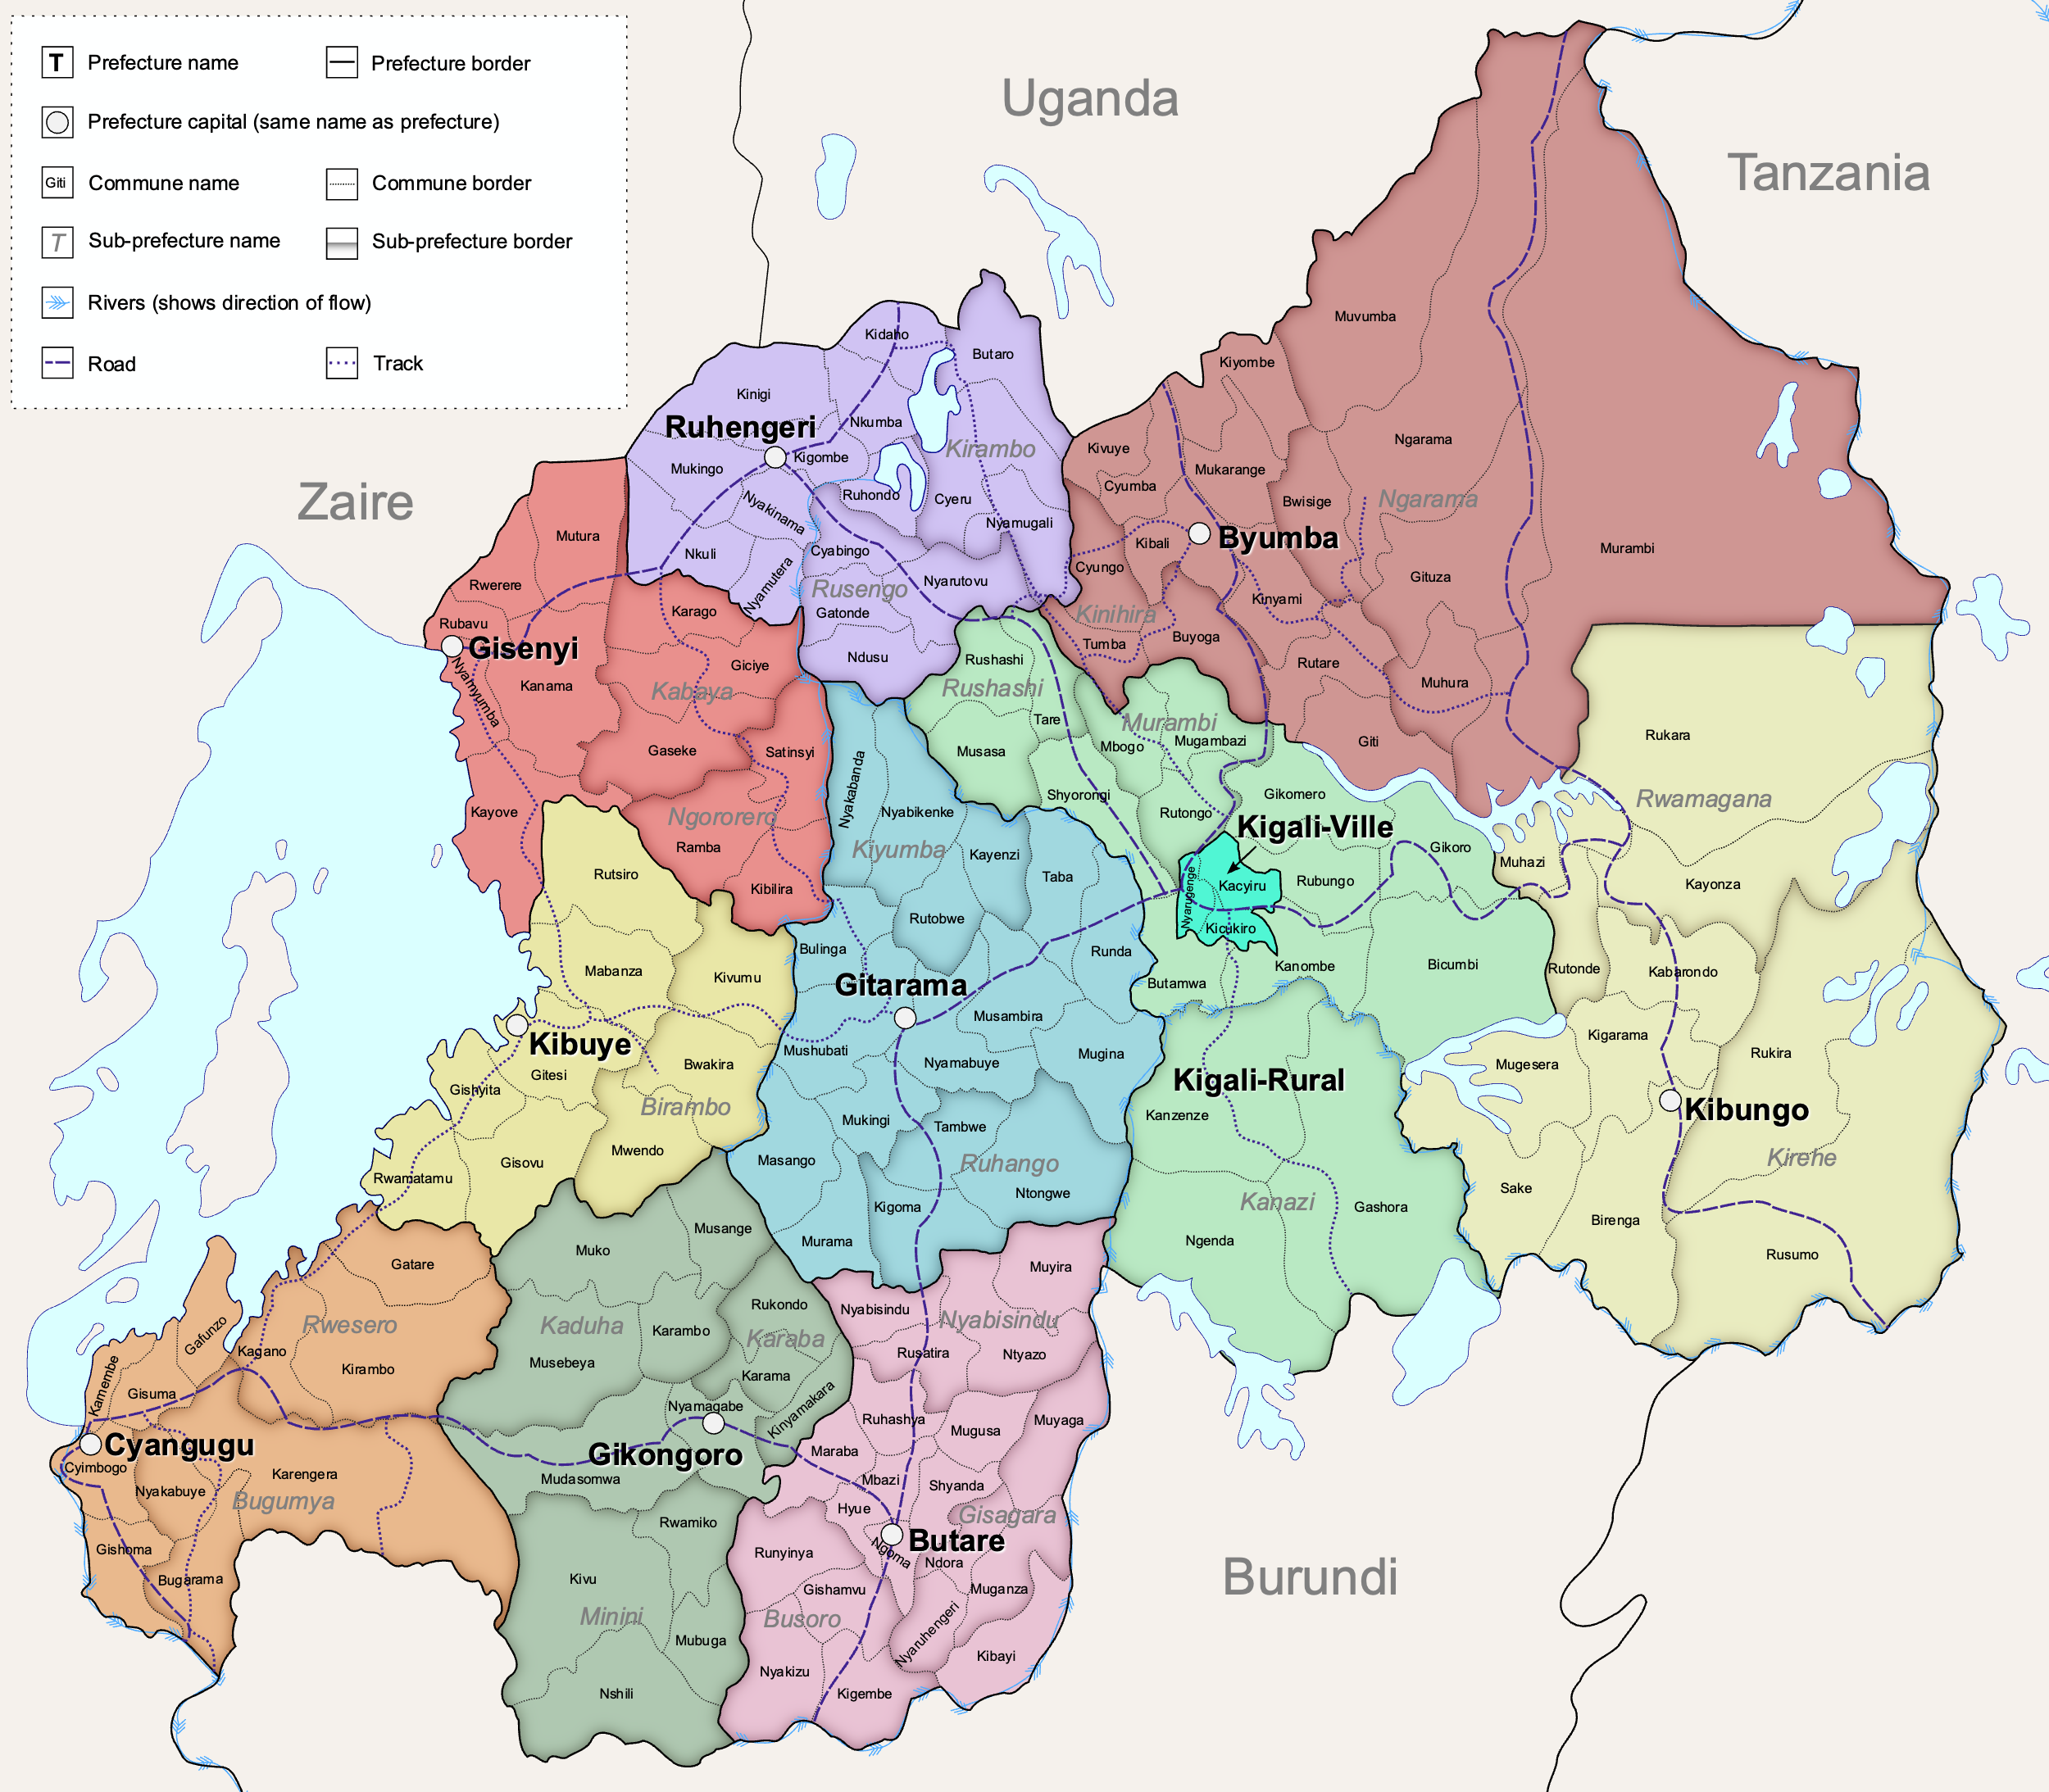 T Prefecture name
Prefecture border
Prefecture capital (same name as prefecture)
Giti Commune name
Commune border
T Sub-prefecture name
Sub-prefecture border
Rivers (shows direction of flow)
Road
Track
Uganda
Tanzania
Zaire
Burundi
Ruhengeri
Kidaho
Butaro
Kinigi
Nkumba
Kirambo
Kigombe
Mukingo
Ruhondo
Cyeru
Nyakinama
Nyamugali
Nkuli
Cyabingo
Nyamutera
Rusengo
Nyarutovu
Gatonde
Ndusu
Byumba
Muvumba
Kiyombe
Ngarama
Kivuye
Mukarange
Cyumba
Bwisige
Ngarama
Kibali
Murambi
Cyungo
Gituza
Kinyami
Kinihira
Tumba
Buyoga
Rutare
Muhura
Giti
Gisenyi
Mutura
Rwerere
Rubavu
Karago
Nyamyumba
Kanama
Giciye
Kabaya
Gaseke
Satinsyi
Kayove
Ngororero
Ramba
Kibilira
Kigali-Ville
Kacyiru
Nyarugenge
Kicukiro
Kigali-Rural
Rushashi
Rushashi
Tare
Musasa
Murambi
Mbogo
Mugambazi
Shyorongi
Rutongo
Gikomero
Gikoro
Rubungo
Butamwa
Kanombe
Bicumbi
Kanzenze
Kanazi
Gashora
Ngenda
Kibungo
Rukara
Rwamagana
Muhazi
Kayonza
Rutonde
Kabarondo
Kigarama
Mugesera
Rukira
Kirehe
Sake
Birenga
Rusumo
Gitarama
Nyakabanda
Nyabikenke
Kiyumba
Kayenzi
Taba
Rutobwe
Bulinga
Runda
Musambira
Mushubati
Nyamabuye
Mugina
Mukingi
Tambwe
Masango
Ruhango
Ntongwe
Kigoma
Murama
Kibuye
Rutsiro
Mabanza
Kivumu
Gitesi
Gishyita
Bwakira
Birambo
Mwendo
Gisovu
Rwamatamu
Cyangugu
Gatare
Rwesero
Gafunzo
Kagano
Kirambo
Kamembe
Gisuma
Cyimbogo
Karengera
Nyakabuye
Bugumya
Gishoma
Bugarama
Gikongoro
Musange
Muko
Rukondo
Kaduha
Karambo
Karaba
Musebeya
Karama
Nyamagabe
Kinyamakara
Mudasomwa
Rwamiko
Kivu
Minini
Mubuga
Nshili
Butare
Muyira
Nyabisindu
Nyabisindu
Rusatira
Ntyazo
Ruhashya
Mugusa
Muyaga
Maraba
Mbazi
Shyanda
Hyue
Gisagara
Ngoma
Runyinya
Ndora
Gishamvu
Muganza
Busoro
Nyaruhengeri
Kibayi
Nyakizu
Kigembe